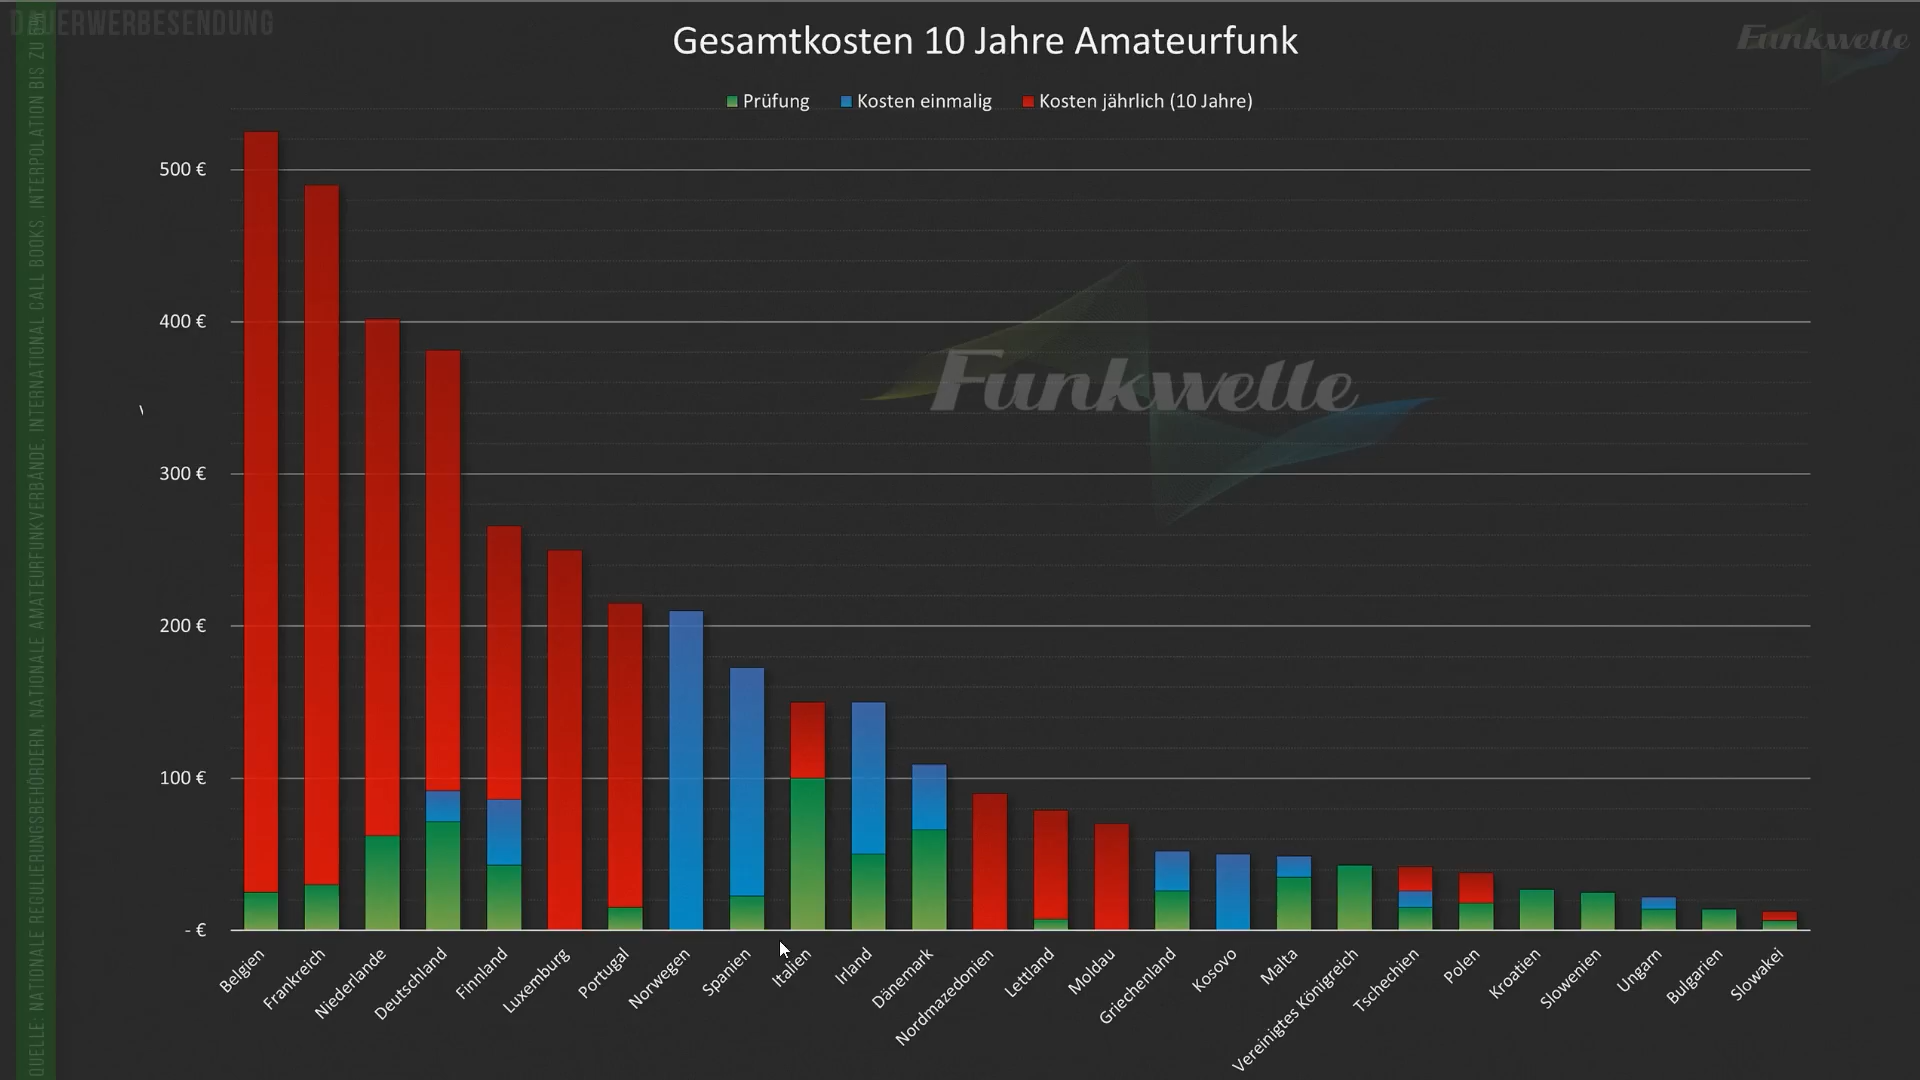 DAUERWERBESENDUNG
Funkwelle
Gesamtkosten 10 Jahre Amateurfunk
Prüfung
Kosten einmalig
Kosten jährlich (10 Jahre)
500 €
400 €
300 €
200 €
100 €
- €
Funkwelle
Belgien
Frankreich
Niederlande
Deutschland
Finnland
Luxemburg
Portugal
Norwegen
Spanien
Italien
Irland
Dänemark
Nordmazedonien
Lettland
Moldau
Griechenland
Kosovo
Malta
Vereinigtes Königreich
Tschechien
Polen
Kroatien
Slowenien
Ungarn
Bulgarien
Slowakei
QUELLE: NATIONALE REGULIERUNGSBEHÖRDERN, NATIONALE AMATEURFUNKVERBÄNDE, INTERNATIONAL CALL BOOKS, INTERPOLATION BIS ZU